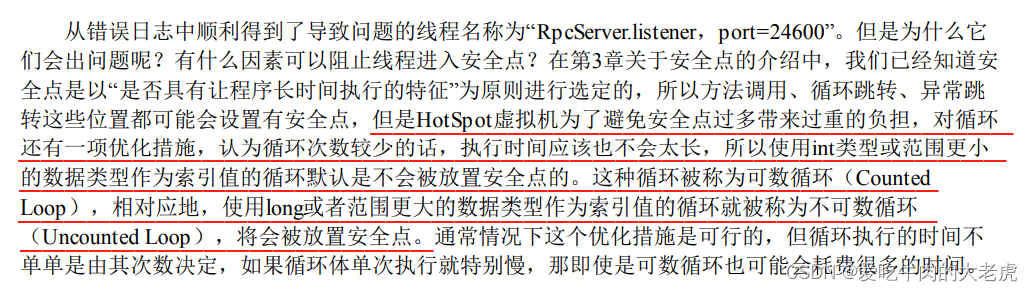 从错误日志中顺利得到了导致问题的线程名称为“RpcServer.listener，port=24600”。但是为什么它
们会出问题呢？有什么因素可以阻止线程进入安全点？在第3章关于安全点的介绍中，我们已经知道安
全点是以“是否具有让程序长时间执行的特征”为原则进行选定的，所以方法调用、循环跳转、异常跳
转这些位置都可能会设置有安全点，但是HotSpot虚拟机为了避免安全点过多带来过重的负担，对循环
还有一项优化措施，认为循环次数较少的话，执行时间应该也不会太长，所以使用int类型或范围更小
的数据类型作为索引值的循环默认是不会被放置安全点的。这种循环被称为可数循环（Counted
Loop），相对应地，使用long或者范围更大的数据类型作为索引值的循环就被称为不可数循环
（Uncounted Loop），将会被放置安全点。通常情况下这个优化措施是可行的，但循环执行的时间不
单单是由其次数决定，如果循环体单次执行就特别慢，那即使是可数循环也可能会耗费很多的时间。
CSDN @爱吃牛肉的大老虎